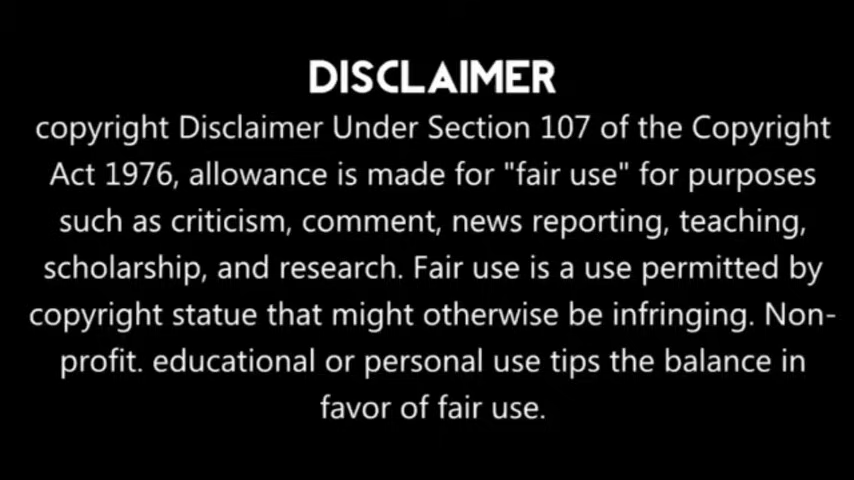 DISCLAIMER
copyright Disclaimer Under Section 107 of the Copyright
Act 1976, allowance is made for "fair use" for purposes
such as criticism, comment, news reporting, teaching,
scholarship, and research. Fair use is a use permitted by
copyright statue that might otherwise be infringing. Non-
profit. educational or personal use tips the balance in
favor of fair use.